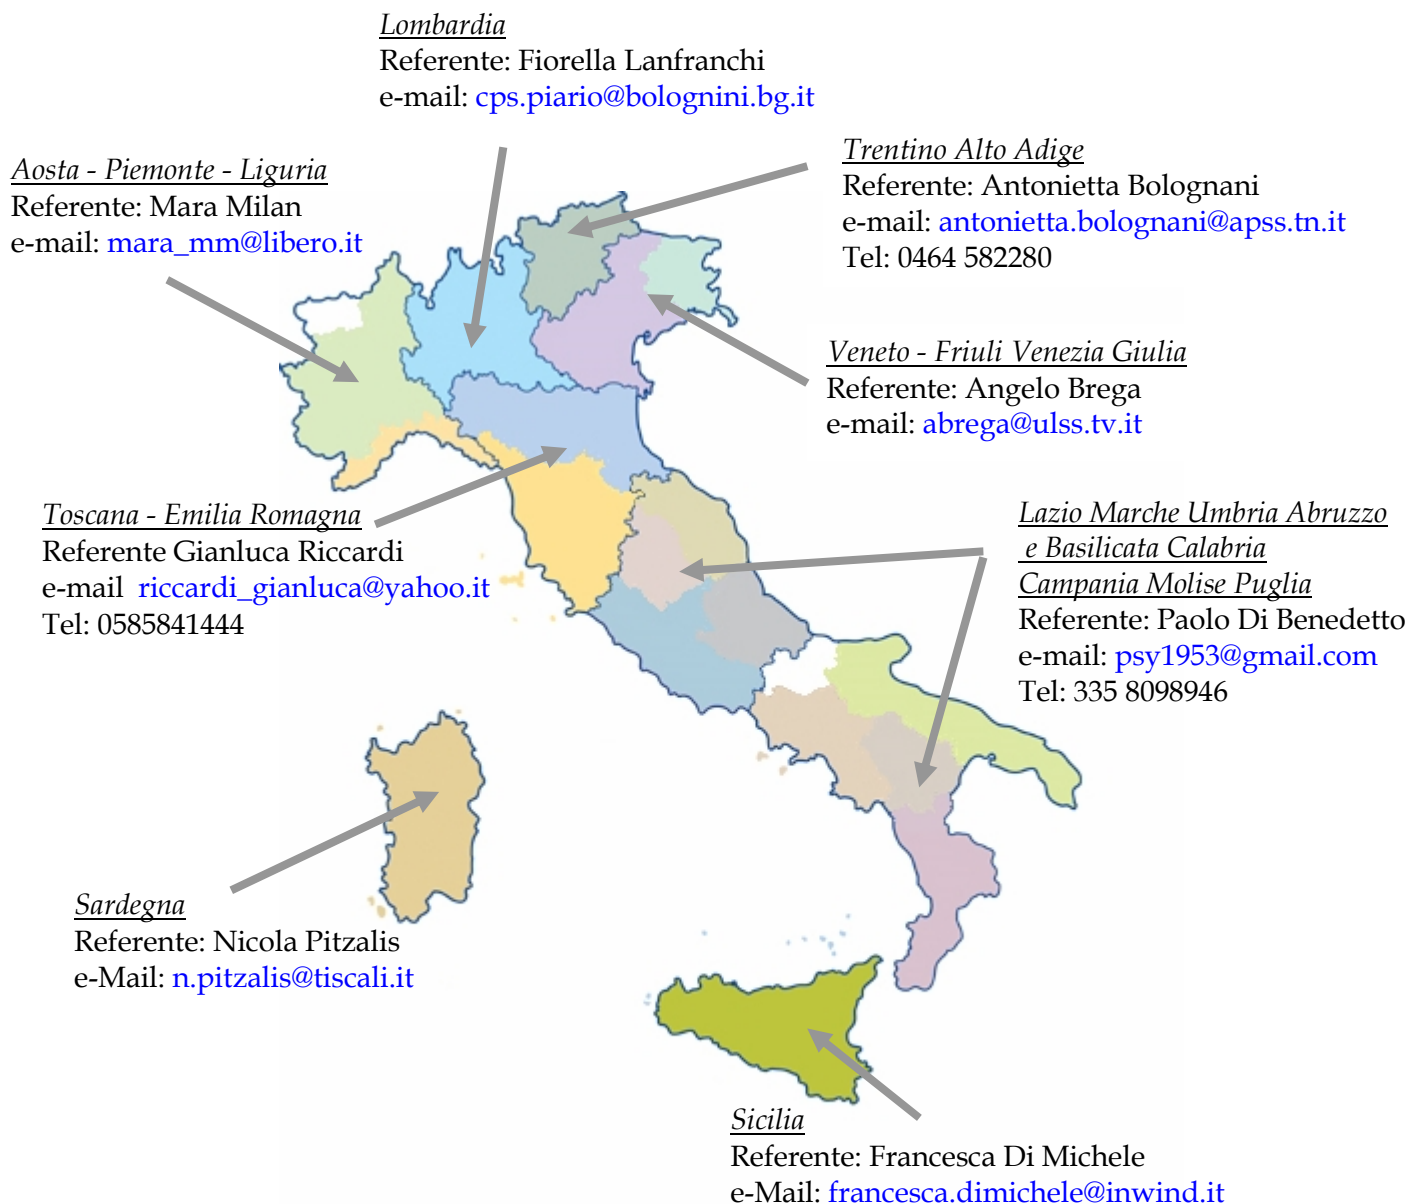 Lombardia
Referente: Fiorella Lanfranchi
e-mail: cps.piario@bolognini.bg.it
Aosta - Piemonte - Liguria
Referente: Mara Milan
e-mail: mara_mm@libero.it
Trentino Alto Adige
Referente: Antonietta Bolognani
e-mail: antonietta.bolognani@apss.tn.it
Tel: 0464 582280
Veneto - Friuli Venezia Giulia
Referente: Angelo Brega
e-mail: abrega@ulss.tv.it
Toscana - Emilia Romagna
Referente Gianluca Riccardi
e-mail riccardi_gianluca@yahoo.it
Tel: 0585841444
Lazio Marche Umbria Abruzzo
e Basilicata Calabria
Campania Molise Puglia
Referente: Paolo Di Benedetto
e-mail: psy1953@gmail.com
Tel: 335 8098946
Sardegna
Referente: Nicola Pitzalis
e-Mail: n.pitzalis@tiscali.it
Sicilia
Referente: Francesca Di Michele
e-Mail: francesca.dimichele@inwind.it